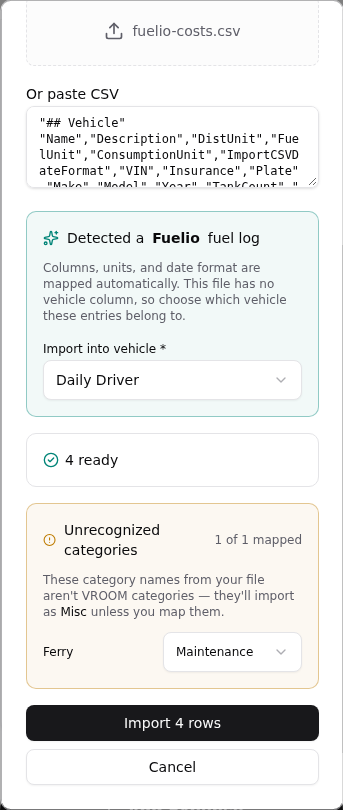 fuelio-costs.csv
Or paste CSV
"## Vehicle"
"Name","Description","DistUnit","Fue
lUnit","ConsumptionUnit","ImportCSVD
ateFormat","VIN","Insurance","Plate"
,"Make","Model","Year","TankCount","
Detected a Fuelio fuel log
Columns, units, and date format are
mapped automatically. This file has no
vehicle column, so choose which vehicle
these entries belong to.
Import into vehicle *
Daily Driver
4 ready
Unrecognized
categories
1 of 1 mapped
These category names from your file
aren't VROOM categories — they'll import
as Misc unless you map them.
Ferry
Maintenance
Import 4 rows
Cancel